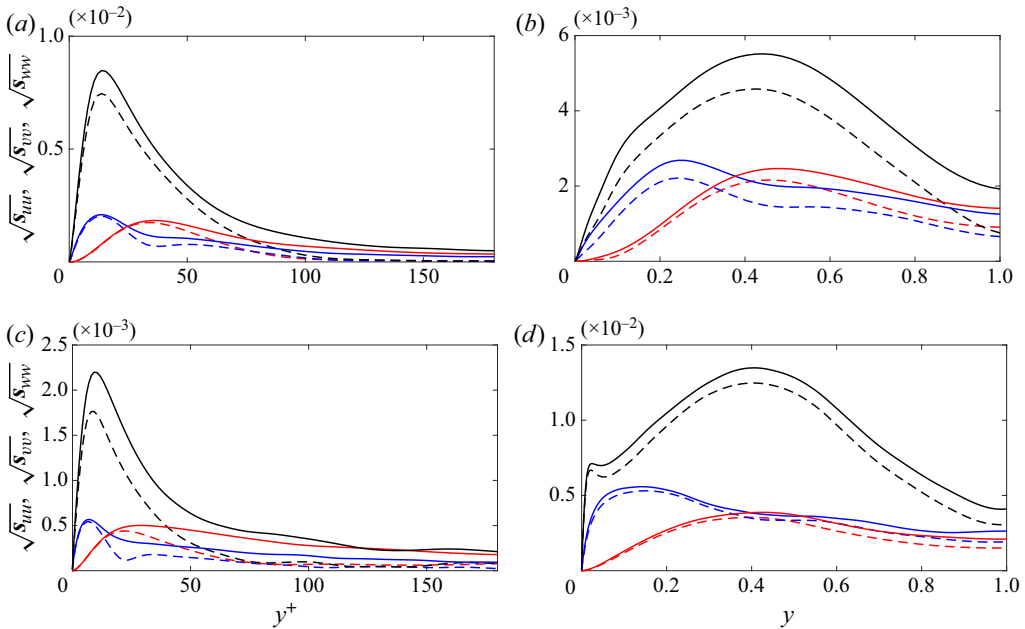 (a) (×10⁻²)
1.0
0.5
0 50 100 150
√s_uu, √s_vv, √s_ww
(b) (×10⁻³)
6
4
2
0 0.2 0.4 0.6 0.8 1.0
(c) (×10⁻³)
2.5
2.0
1.5
1.0
0.5
0 50 100 150
√s_uu, √s_vv, √s_ww
y⁺
(d) (×10⁻²)
1.5
1.0
0.5
0 0.2 0.4 0.6 0.8 1.0
y